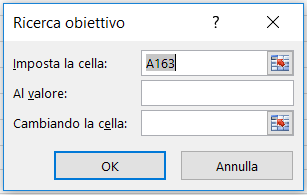 Ricerca obiettivo ? ×
Imposta la cella: A163
Al valore:
Cambiando la cella:
OK Annulla